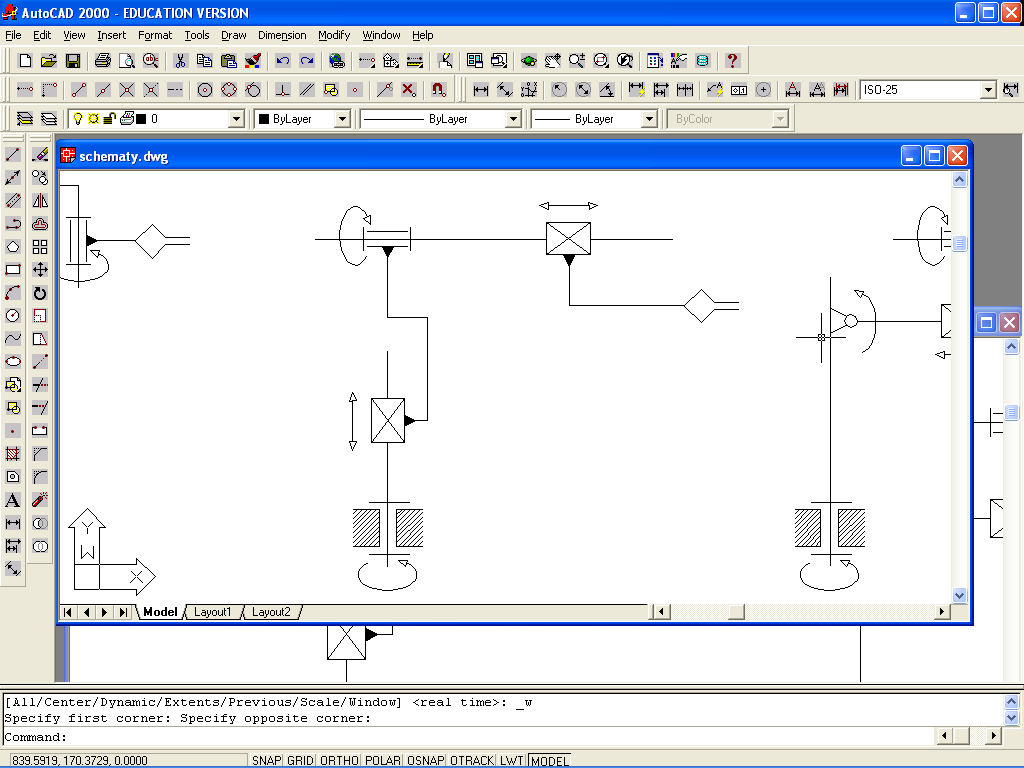 AutoCAD 2000 - EDUCATION VERSION
File Edit View Insert Format Tools Draw Dimension Modify Window Help
ISO-25
0 ByLayer ByLayer ByLayer ByColor
schematy.dwg
A
Y
W
X
Model Layout1 Layout2
[All/Center/Dynamic/Extents/Previous/Scale/Window] <real time>: _w
Specify first corner: Specify opposite corner:
Command:
839.5919, 170.3729, 0.0000 SNAP GRID ORTHO POLAR OSNAP OTRACK LWT MODEL